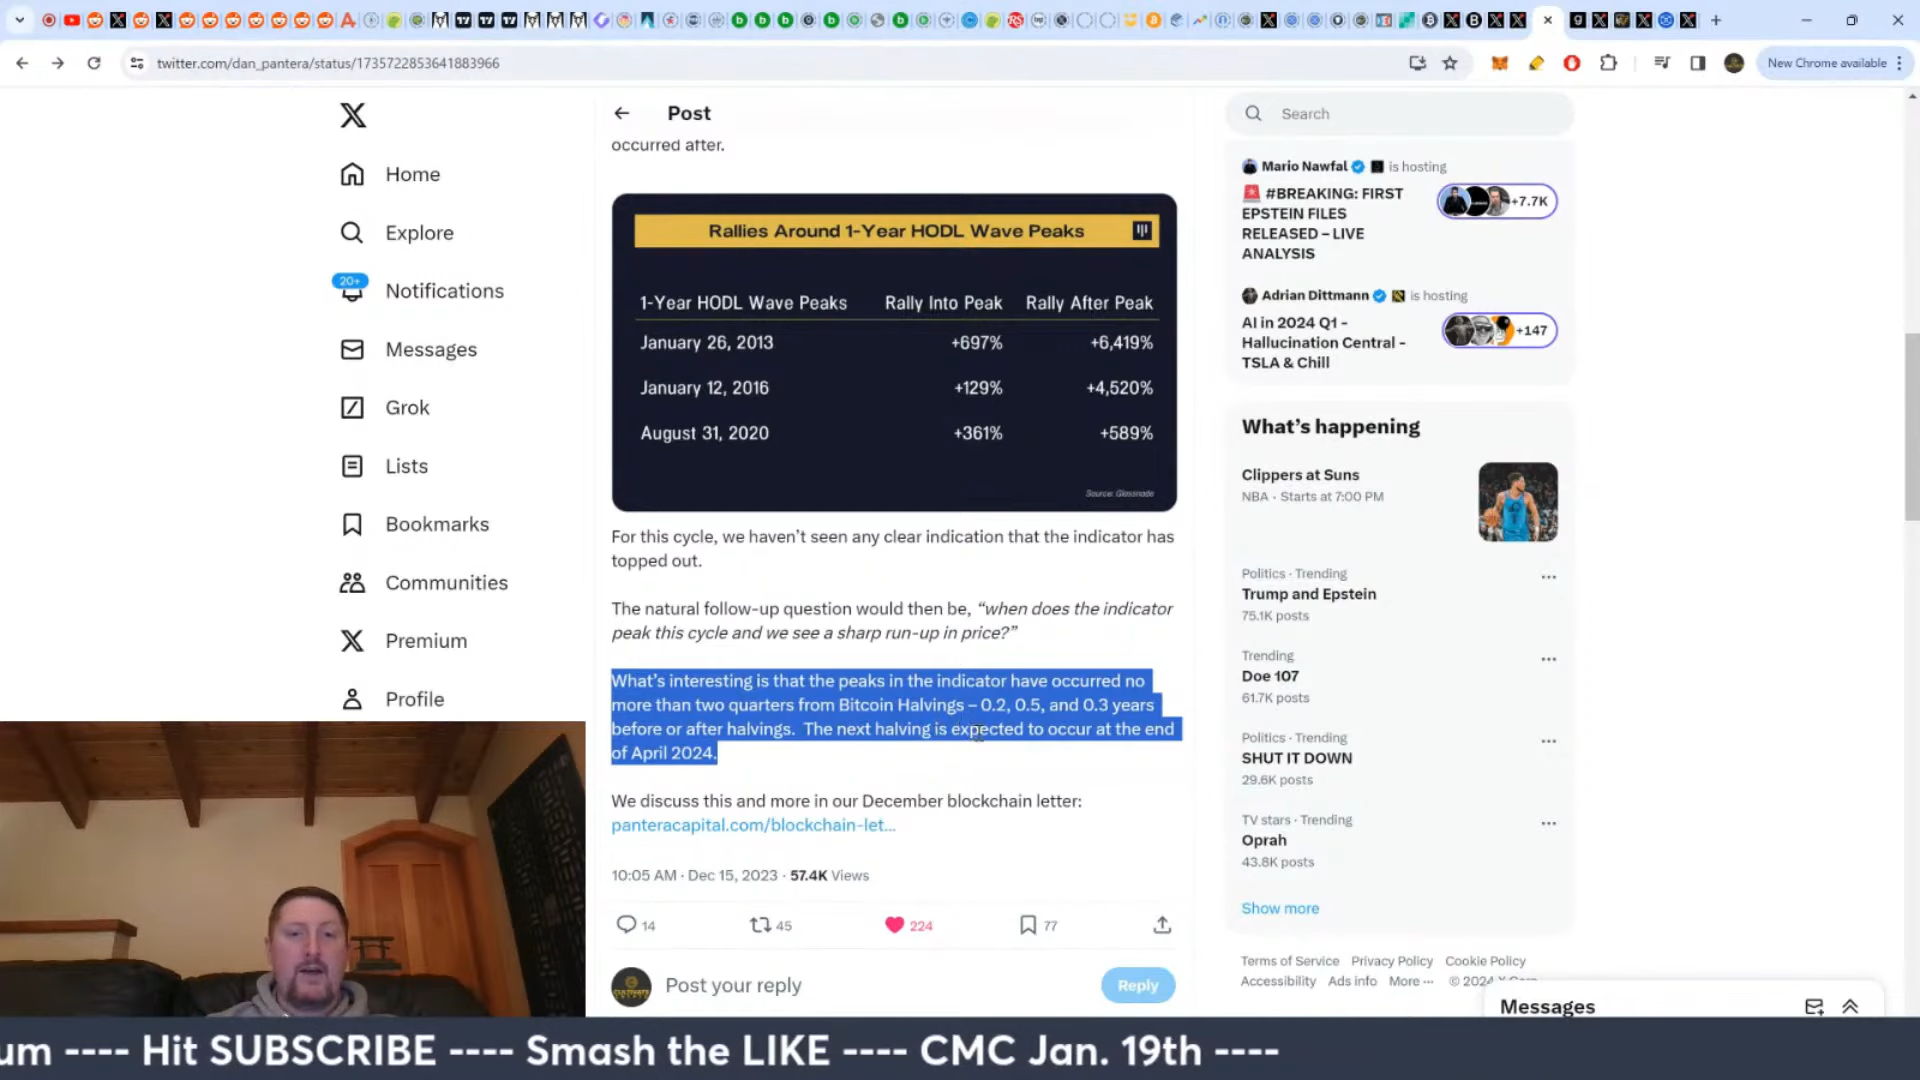 twitter.com/dan_pantera/status/1735722853641883966
New Chrome available
Home
Explore
20+
Notifications
Messages
Grok
Lists
Bookmarks
Communities
Premium
Profile
Post
occurred after.
Rallies Around 1-Year HODL Wave Peaks
1-Year HODL Wave Peaks Rally Into Peak Rally After Peak
January 26, 2013 +697% +6,419%
January 12, 2016 +129% +4,520%
August 31, 2020 +361% +589%
Source: Glassnode
For this cycle, we haven’t seen any clear indication that the indicator has
topped out.
The natural follow-up question would then be, “when does the indicator
peak this cycle and we see a sharp run-up in price?”
What’s interesting is that the peaks in the indicator have occurred no
more than two quarters from Bitcoin Halvings – 0.2, 0.5, and 0.3 years
before or after halvings. The next halving is expected to occur at the end
of April 2024.
We discuss this and more in our December blockchain letter:
panteracapital.com/blockchain-let...
10:05 AM · Dec 15, 2023 · 57.4K Views
14 45 224 77
Post your reply
Reply
Search
Mario Nawfal is hosting
#BREAKING: FIRST
EPSTEIN FILES
RELEASED – LIVE
ANALYSIS
+7.7K
Adrian Dittmann is hosting
AI in 2024 Q1 -
Hallucination Central -
TSLA & Chill
+147
What’s happening
Clippers at Suns
NBA · Starts at 7:00 PM
Politics · Trending
Trump and Epstein
75.1K posts
Trending
Doe 107
61.7K posts
Politics · Trending
SHUT IT DOWN
29.6K posts
TV stars · Trending
Oprah
43.8K posts
Show more
Terms of Service Privacy Policy Cookie Policy
Accessibility Ads info More ··· © 2024 X Corp.
Messages
um ---- Hit SUBSCRIBE ---- Smash the LIKE ---- CMC Jan. 19th ----